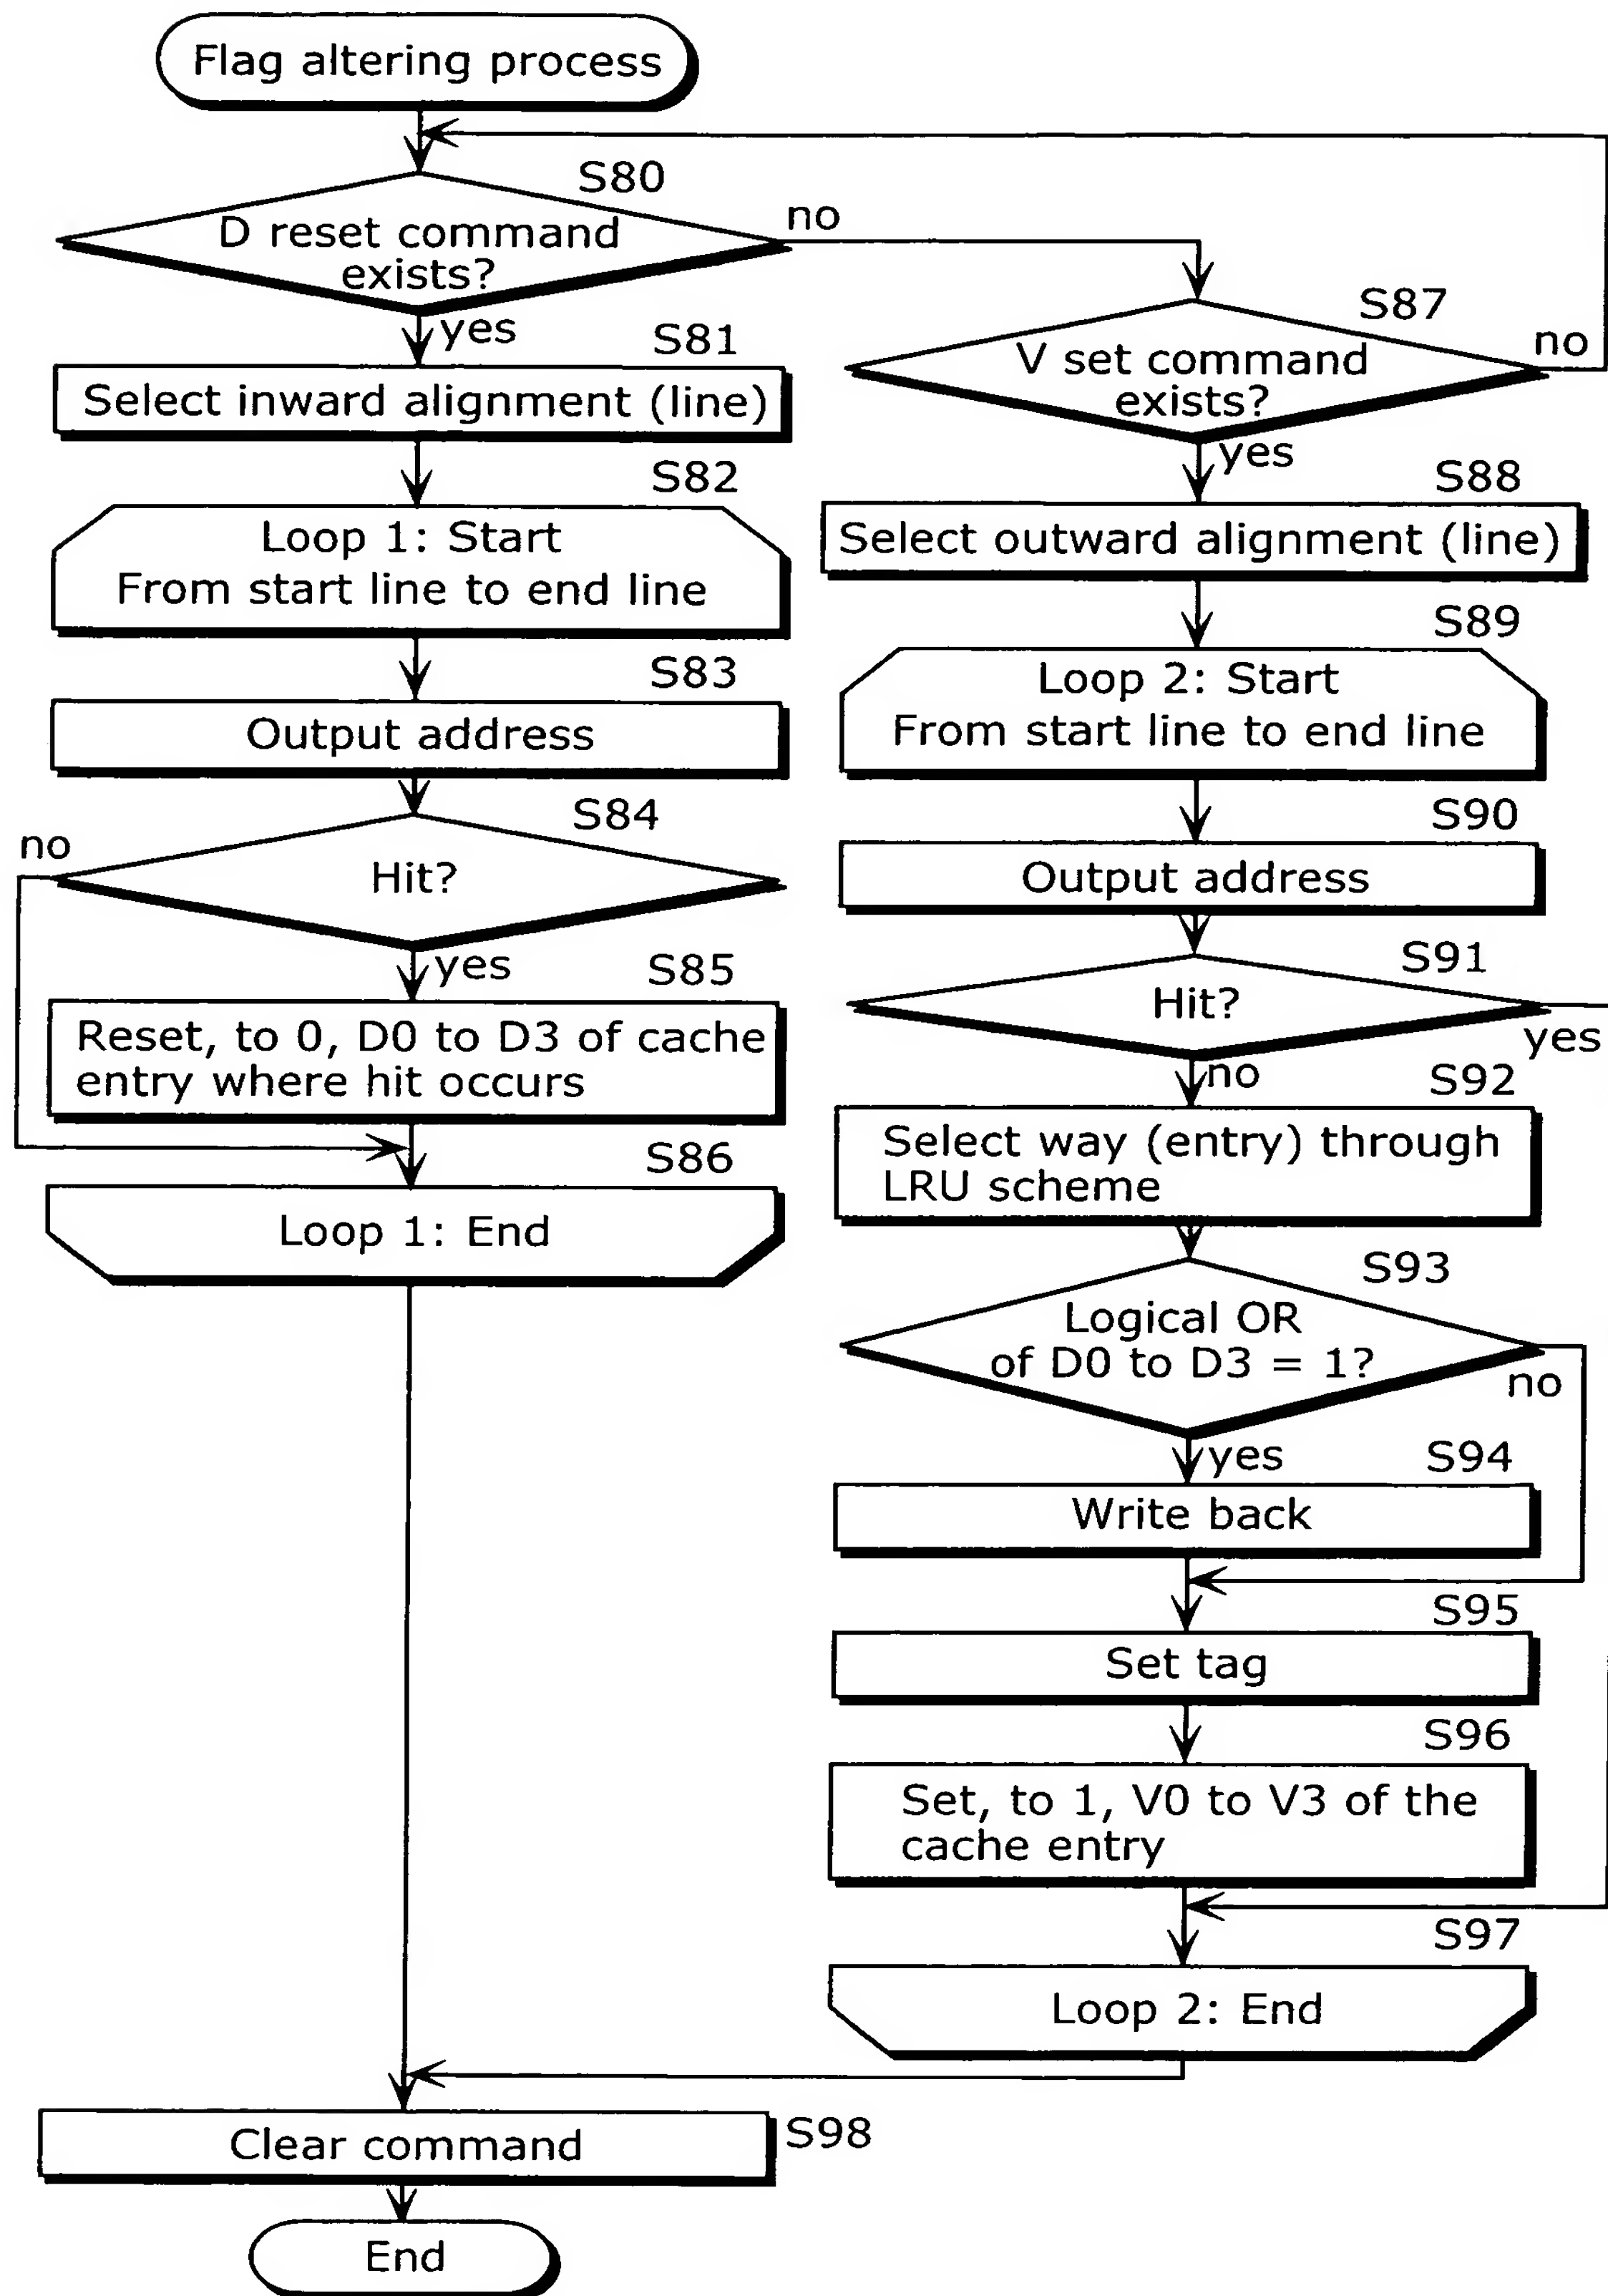 Flag altering process
S80
D reset command
exists?
no
yes
S81
Select inward alignment (line)
S82
Loop 1: Start
From start line to end line
S83
Output address
S84
Hit?
no
yes
S85
Reset, to 0, D0 to D3 of cache
entry where hit occurs
S86
Loop 1: End
S87
V set command
exists?
no
yes
S88
Select outward alignment (line)
S89
Loop 2: Start
From start line to end line
S90
Output address
S91
Hit?
yes
no
S92
Select way (entry) through
LRU scheme
S93
Logical OR
of D0 to D3 = 1?
no
yes
S94
Write back
S95
Set tag
S96
Set, to 1, V0 to V3 of the
cache entry
S97
Loop 2: End
Clear command
S98
End